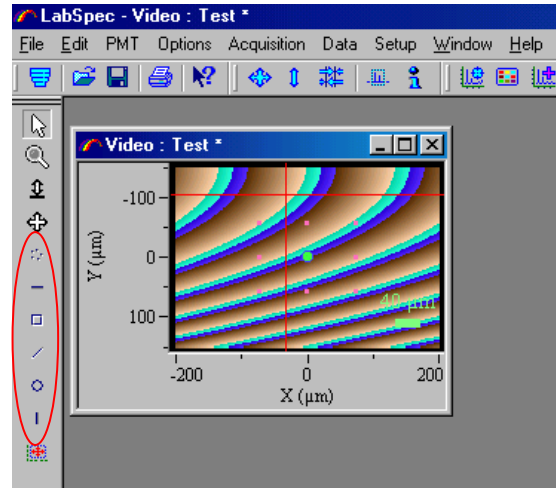 LabSpec - Video : Test *
File Edit PMT Options Acquisition Data Setup Window Help
Video : Test *
-100
0
100
Y (µm)
40 µm
-200 0 200
X (µm)